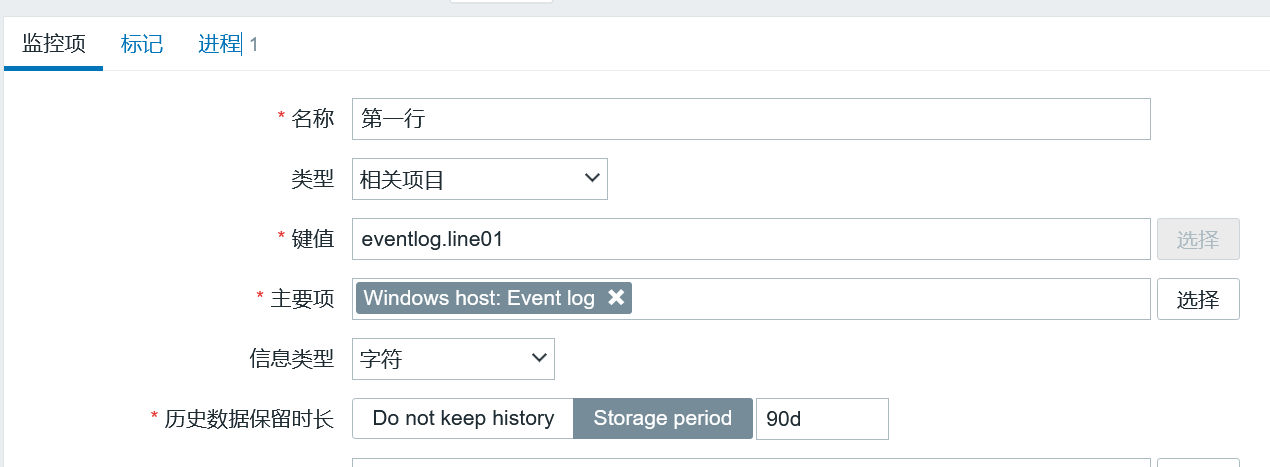 监控项 标记 进程 1
* 名称 第一行
类型 相关项目
* 键值 eventlog.line01 选择
* 主要项 Windows host: Event log 选择
信息类型 字符
* 历史数据保留时长 Do not keep history Storage period 90d